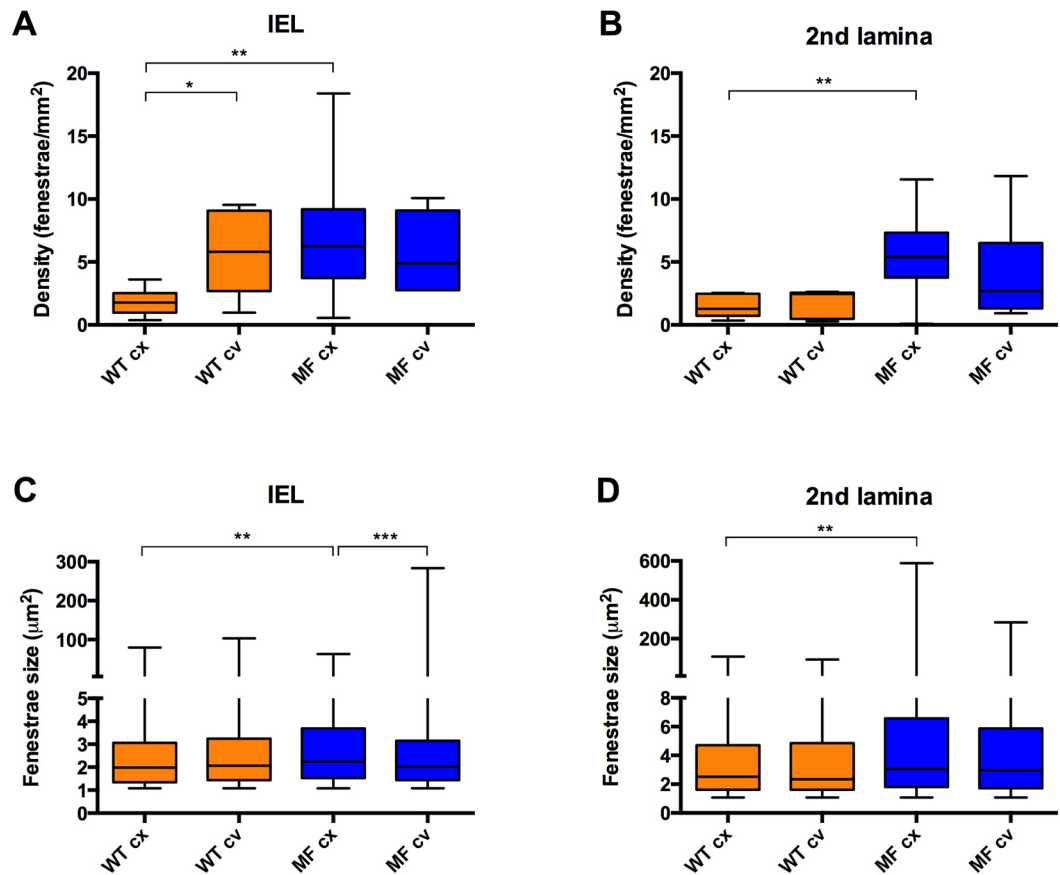 A
IEL
**
*
Density (fenestrae/mm²)
20
15
10
5
0
WT cx
WT cv
MF cx
MF cv
B
2nd lamina
**
Density (fenestrae/mm²)
20
15
10
5
0
WT cx
WT cv
MF cx
MF cv
C
IEL
**
***
Fenestrae size (μm²)
300
200
100
5
4
3
2
1
0
WT cx
WT cv
MF cx
MF cv
D
2nd lamina
**
Fenestrae size (μm²)
600
400
200
8
6
4
2
0
WT cx
WT cv
MF cx
MF cv